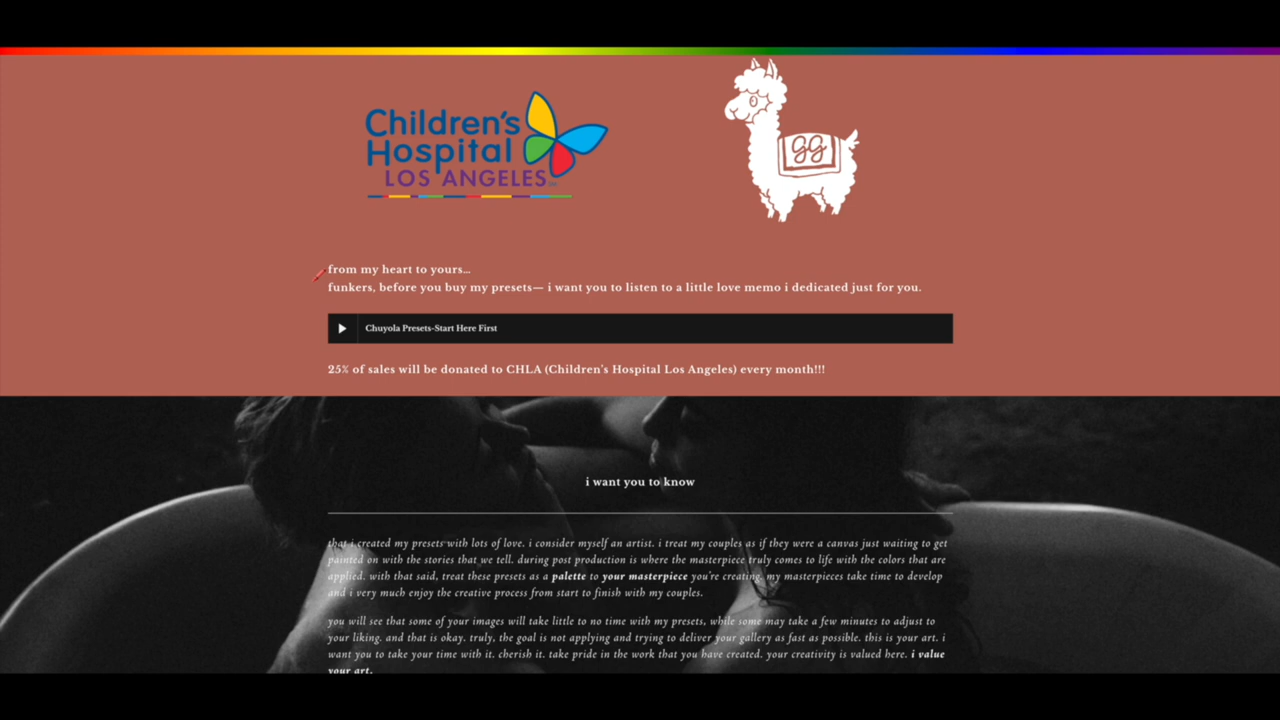 Children's
Hospital
LOS ANGELES
gg
from my heart to yours...
funkers, before you buy my presets— i want you to listen to a little love memo i dedicated just for you.
Chuyola Presets-Start Here First
25% of sales will be donated to CHLA (Children's Hospital Los Angeles) every month!!!
i want you to know
that i created my presets with lots of love. i consider myself an artist. i treat my couples as if they were a canvas just waiting to get
painted on with the stories that we tell. during post production is where the masterpiece truly comes to life with the colors that are
applied. with that said, treat these presets as a palette to your masterpiece you're creating. my masterpieces take time to develop
and i very much enjoy the creative process from start to finish with my couples.
you will see that some of your images will take little to no time with my presets, while some may take a few minutes to adjust to
your liking. and that is okay. truly, the goal is not applying and trying to deliver your gallery as fast as possible. this is your art. i
want you to take your time with it. cherish it. take pride in the work that you have created. your creativity is valued here. i value
your art.